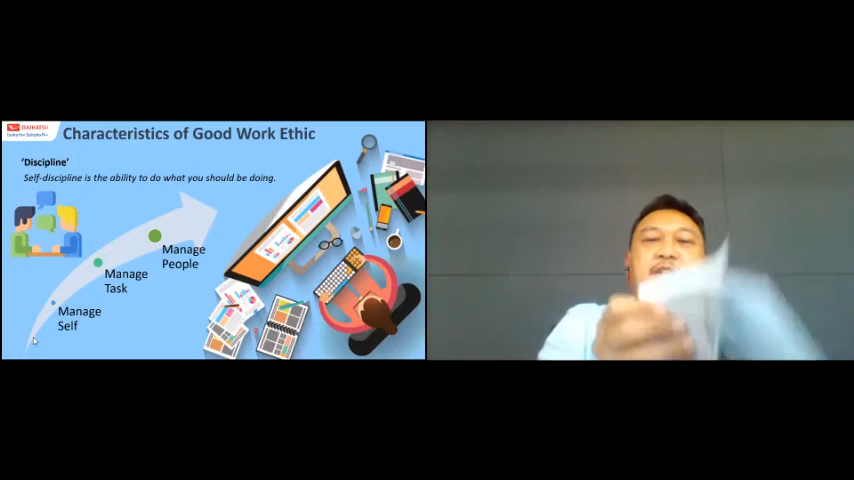 DAIHATSU
Characteristics of Good Work Ethic
‘Discipline’
Self-discipline is the ability to do what you should be doing.
Manage
People
Manage
Task
Manage
Self